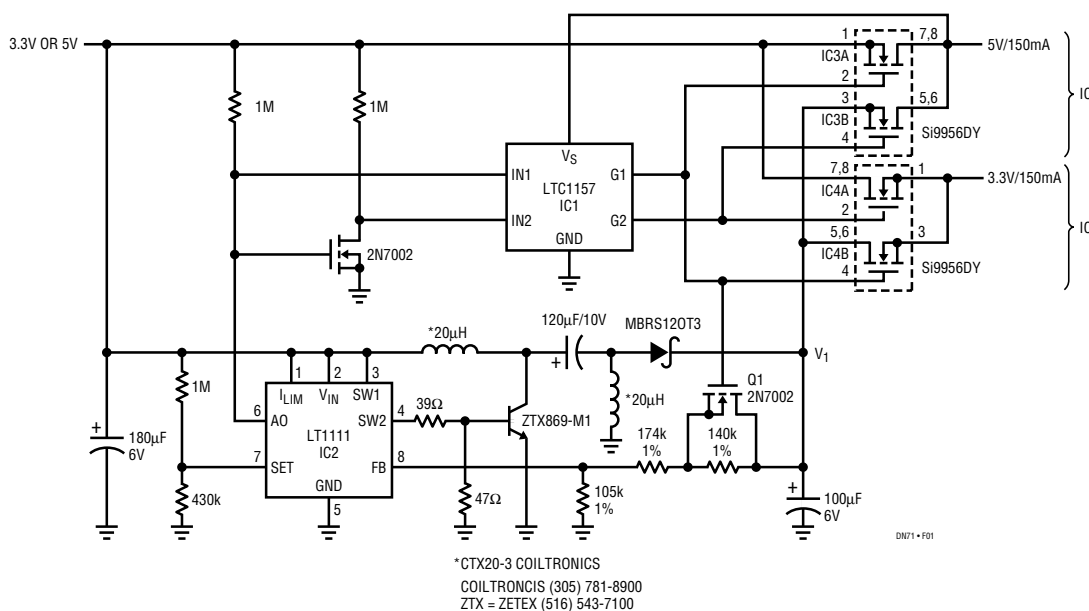 3.3V OR 5V
1M
1M
VS
IN1
LTC1157
IC1
G1
IN2
G2
GND
2N7002
1
IC3A
7,8
5V/150mA
2
3
IC3B
5,6
4
Si9956DY
IC
7,8
1
3.3V/150mA
IC4A
2
5,6
3
IC4B
4
Si9956DY
IC
*20µH
120µF/10V
+
MBRS12OT3
V1
1M
1
2
3
ILIM
VIN
SW1
6
AO
SW2
4
39Ω
ZTX869-M1
*20µH
Q1
2N7002
LT1111
IC2
+
180µF
6V
7
SET
FB
8
174k
1%
140k
1%
GND
5
430k
47Ω
105k
1%
+
100µF
6V
DN71 • F01
*CTX20-3 COILTRONICS
COILTRONCIS (305) 781-8900
ZTX = ZETEX (516) 543-7100